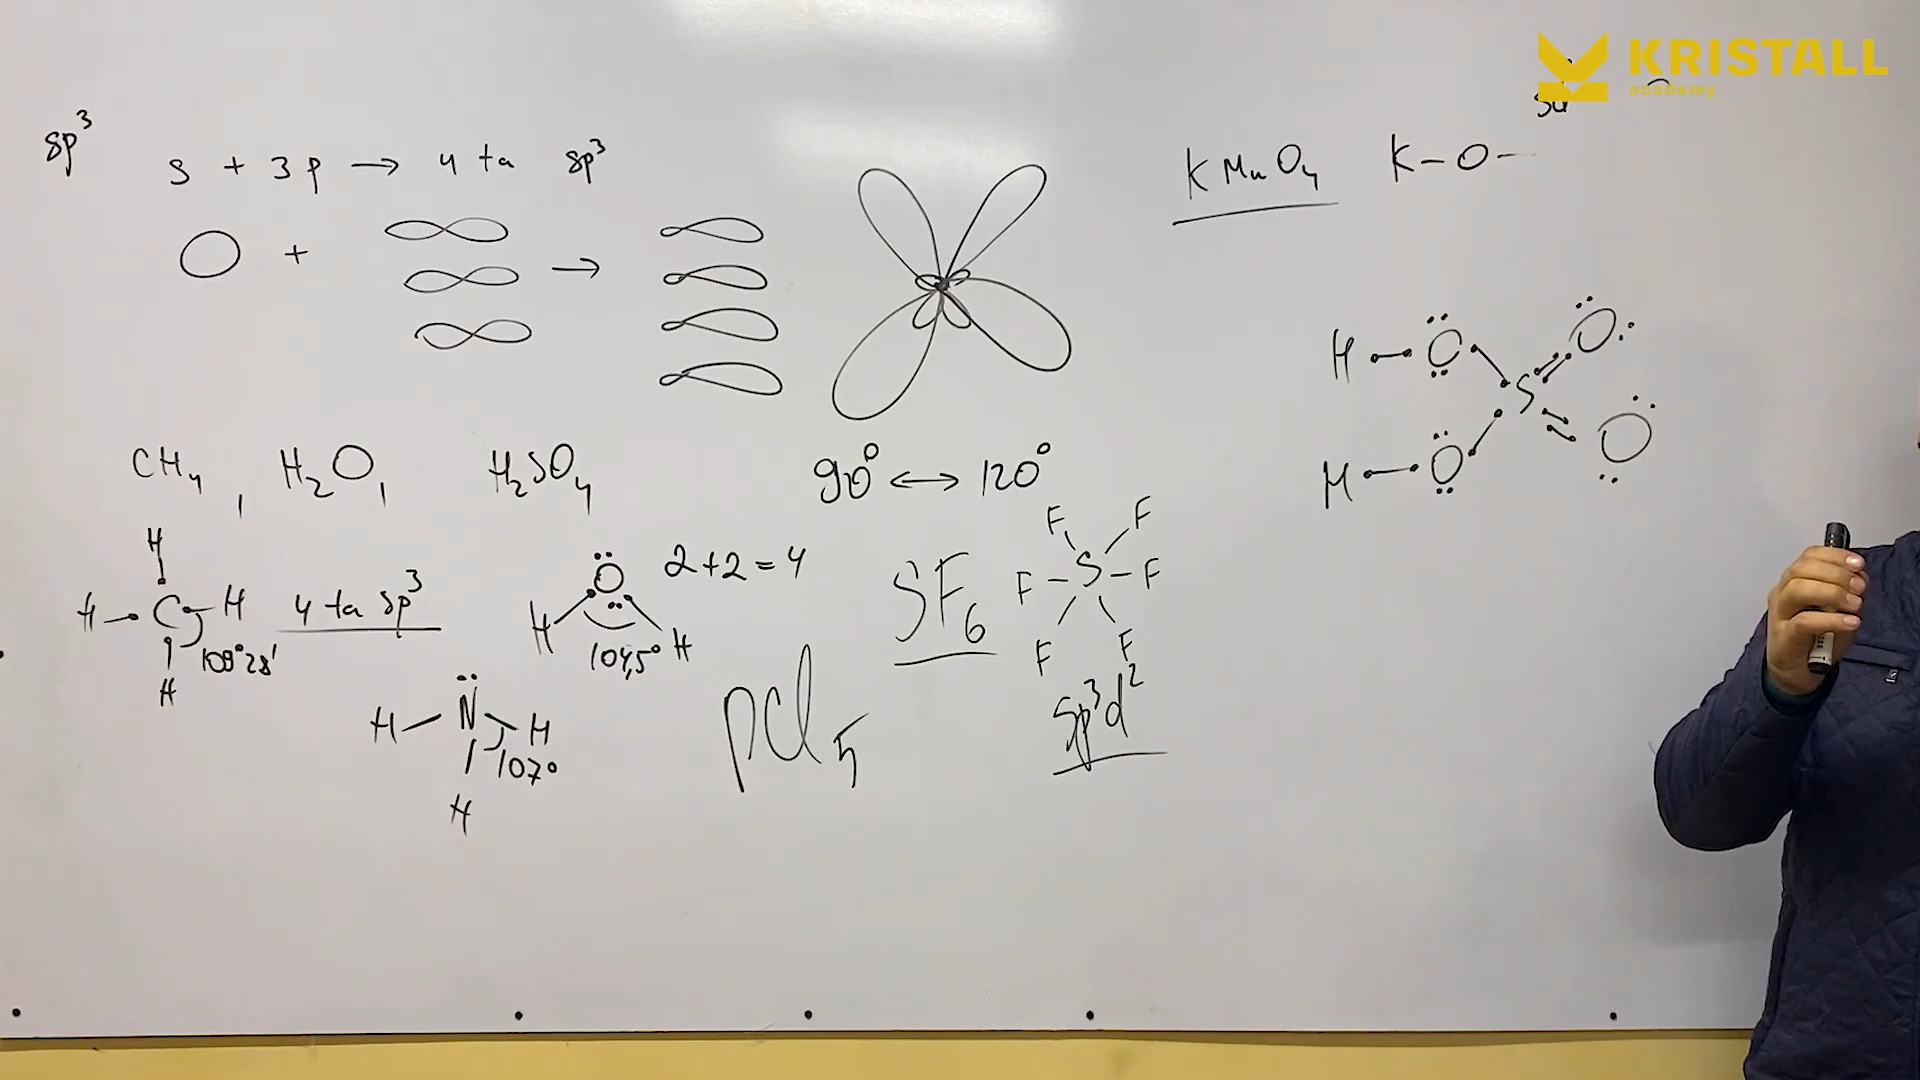 KRISTALL
academy
sp³
s + 3p → 4 ta sp³
+ →
KMnO₄ K–O–
CH₄, H₂O, H₂SO₄
90° ↔ 120°
H
H C H
109°28'
H
4 ta sp³
O
H H
104,5°
2+2=4
H N H
107°
H
PCl₅
SF₆
F F
F–S–F
F F
sp³d²
H O O
S
H O O